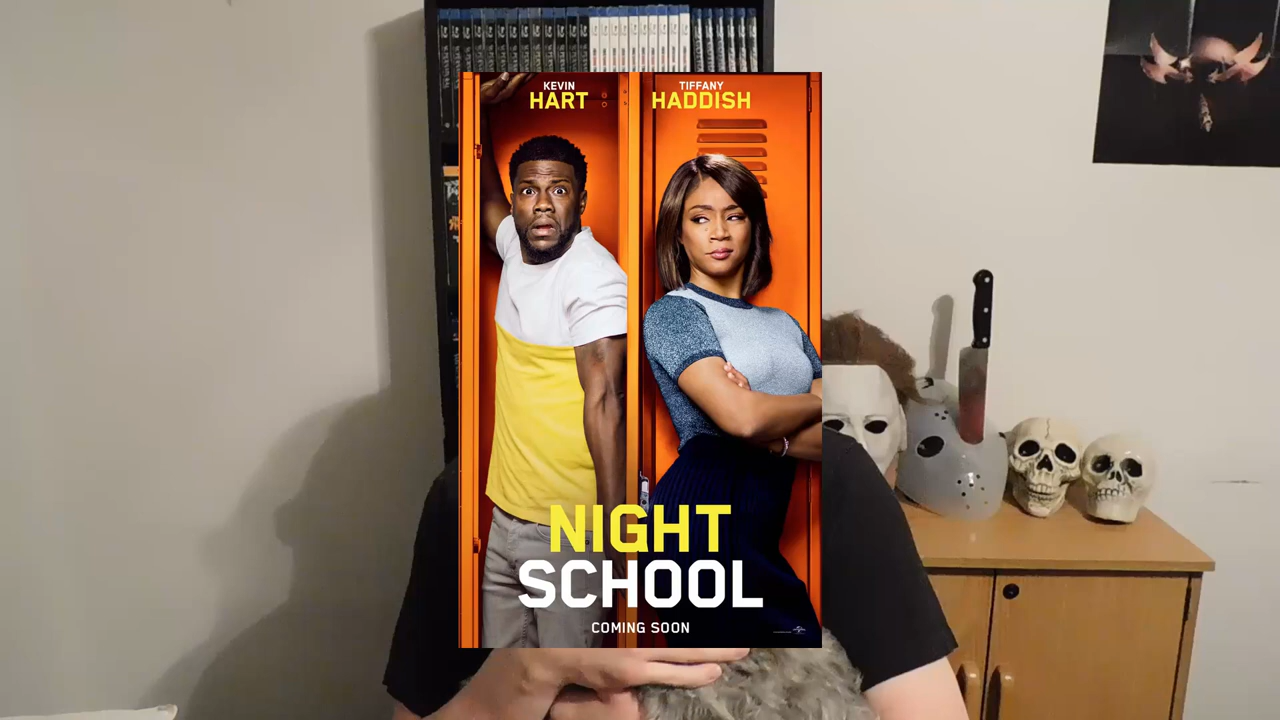 KEVIN
HART
TIFFANY
HADDISH
NIGHT
SCHOOL
COMING SOON